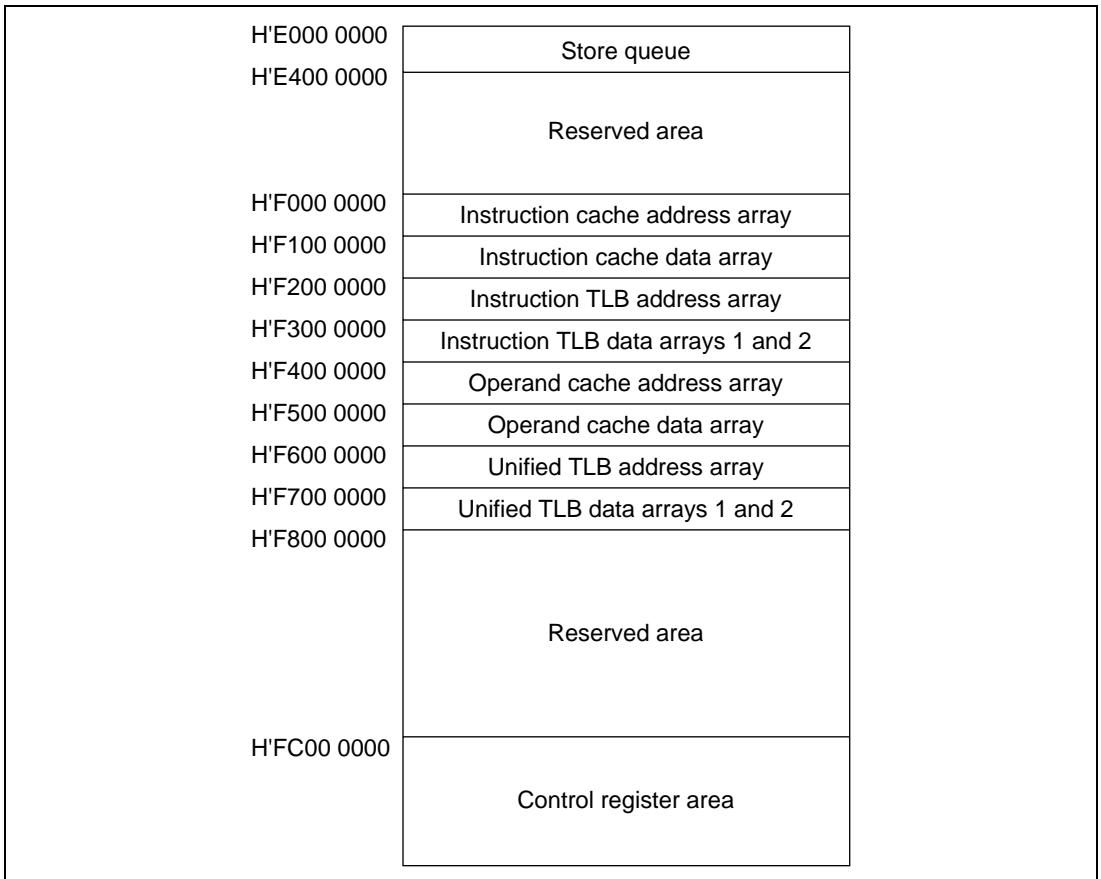 H'E000 0000
Store queue
H'E400 0000
Reserved area
H'F000 0000
Instruction cache address array
H'F100 0000
Instruction cache data array
H'F200 0000
Instruction TLB address array
H'F300 0000
Instruction TLB data arrays 1 and 2
H'F400 0000
Operand cache address array
H'F500 0000
Operand cache data array
H'F600 0000
Unified TLB address array
H'F700 0000
Unified TLB data arrays 1 and 2
H'F800 0000
Reserved area
H'FC00 0000
Control register area